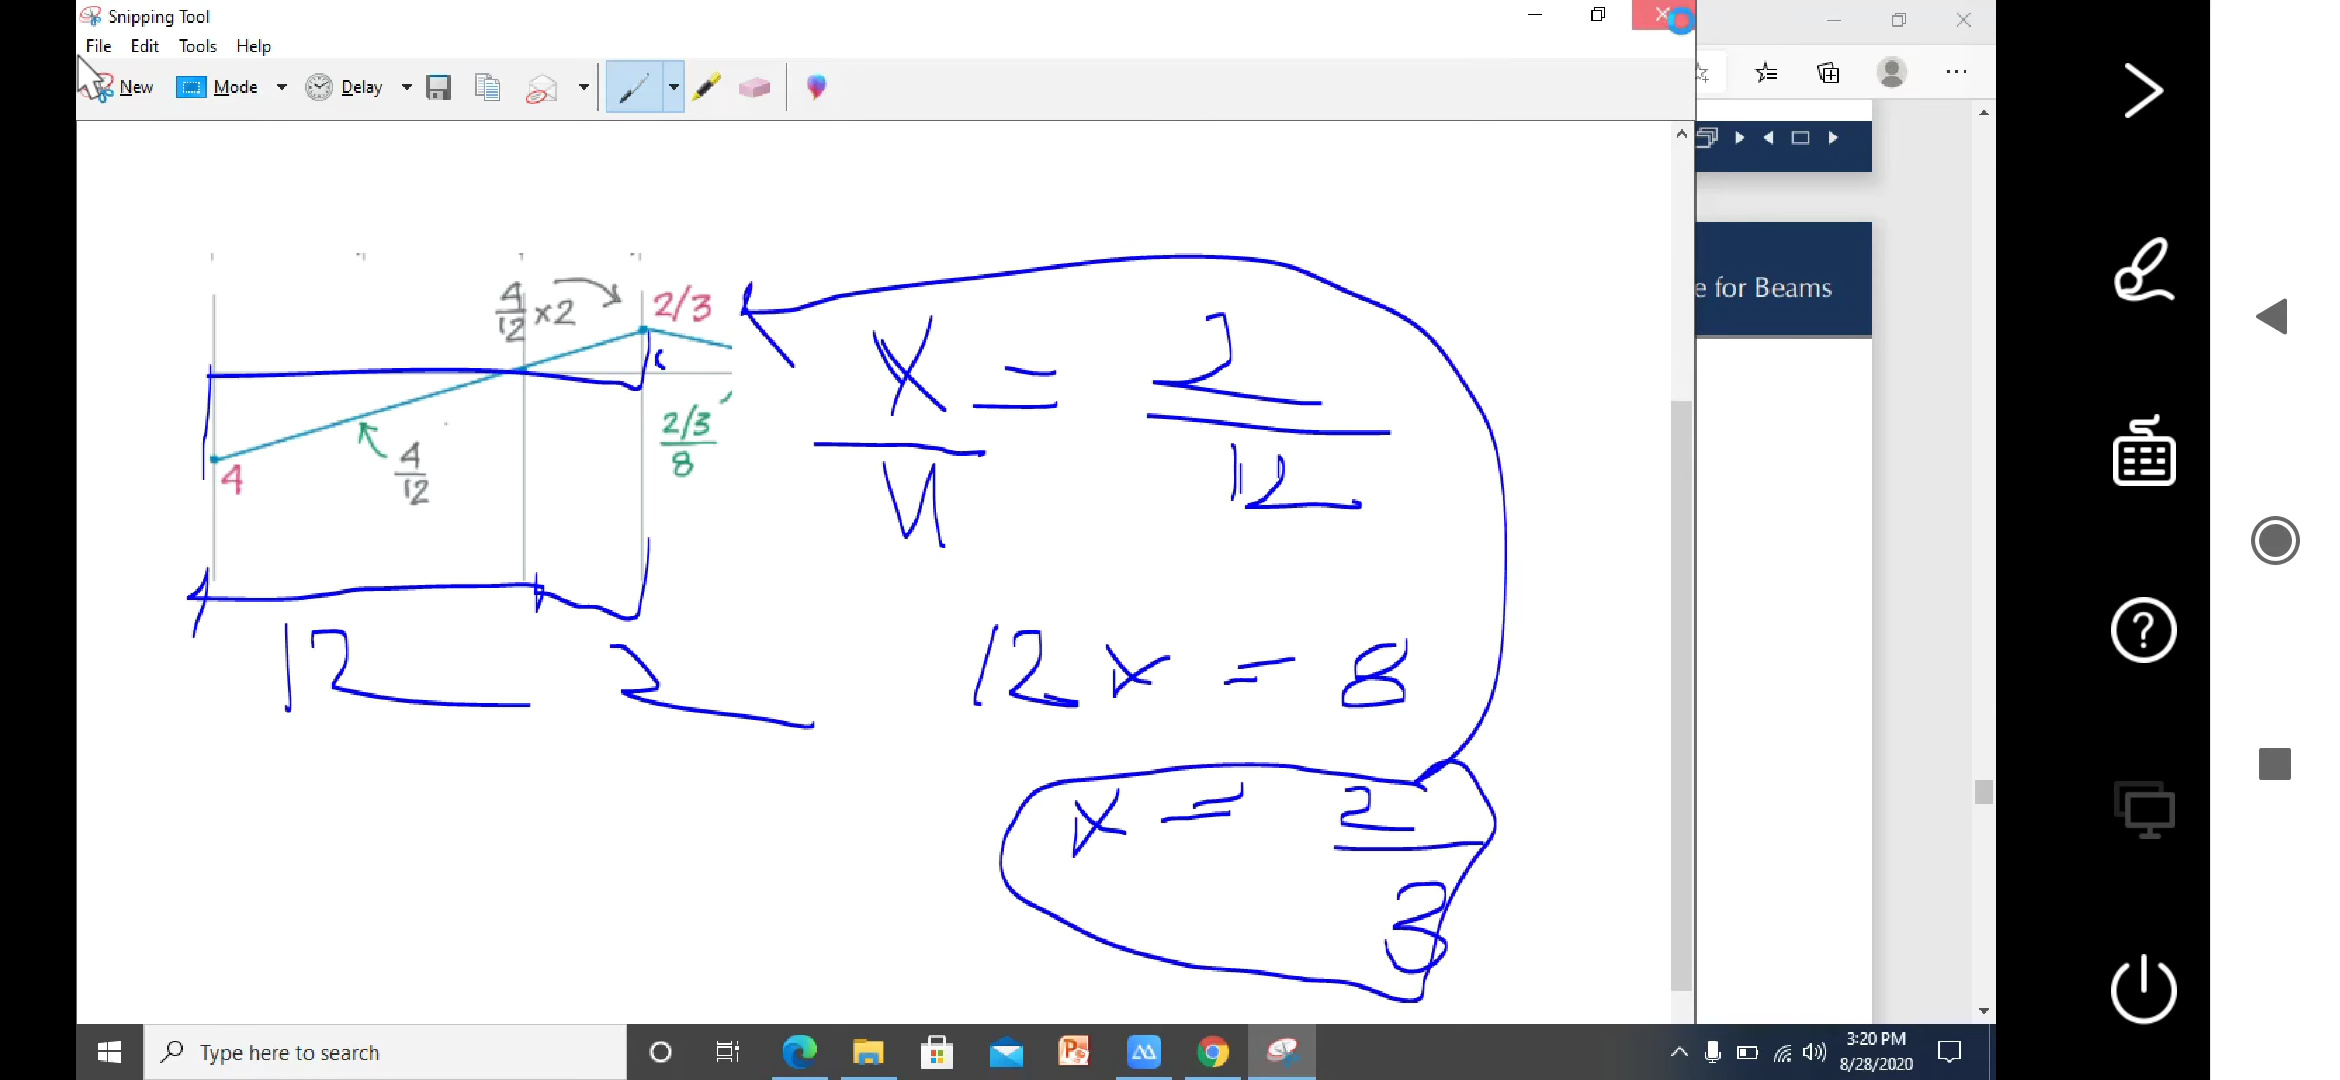 Snipping Tool
File Edit Tools Help
New Mode Delay
e for Beams
4/12 ×2
2/3
4
4/12
2/3
8
X/4 = 2/12
12 2
12x = 8
x = 2/3
Type here to search
3:20 PM
8/28/2020